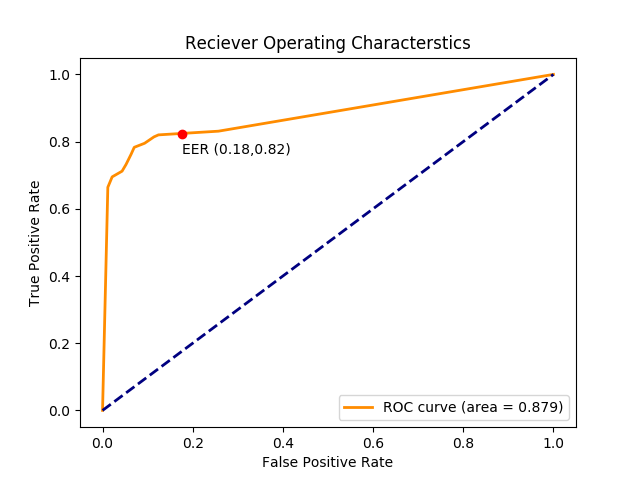 Reciever Operating Characterstics
1.0
0.8
0.6
0.4
0.2
0.0
True Positive Rate
EER (0.18,0.82)
ROC curve (area = 0.879)
0.0 0.2 0.4 0.6 0.8 1.0
False Positive Rate